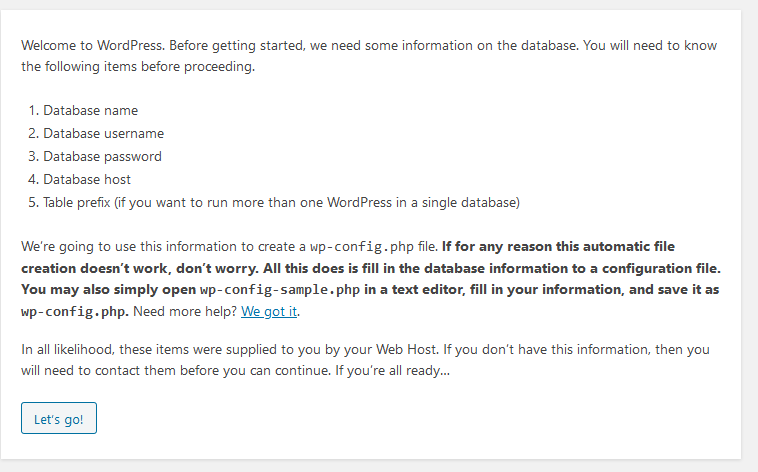 Welcome to WordPress. Before getting started, we need some information on the database. You will need to know
the following items before proceeding.
1. Database name
2. Database username
3. Database password
4. Database host
5. Table prefix (if you want to run more than one WordPress in a single database)
We’re going to use this information to create a wp-config.php file. If for any reason this automatic file
creation doesn’t work, don’t worry. All this does is fill in the database information to a configuration file.
You may also simply open wp-config-sample.php in a text editor, fill in your information, and save it as
wp-config.php. Need more help? We got it.
In all likelihood, these items were supplied to you by your Web Host. If you don’t have this information, then you
will need to contact them before you can continue. If you’re all ready…
Let’s go!